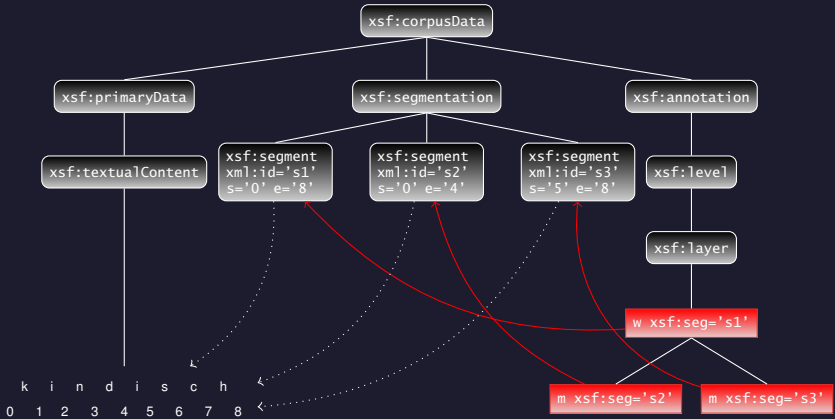 xsf:corpusData
xsf:primaryData
xsf:segmentation
xsf:annotation
xsf:textualContent
xsf:segment
xml:id='s1'
s='0' e='8'
xsf:segment
xml:id='s2'
s='0' e='4'
xsf:segment
xml:id='s3'
s='5' e='8'
xsf:level
xsf:layer
w xsf:seg='s1'
k i n d i s c h
m xsf:seg='s2'
m xsf:seg='s3'
0 1 2 3 4 5 6 7 8